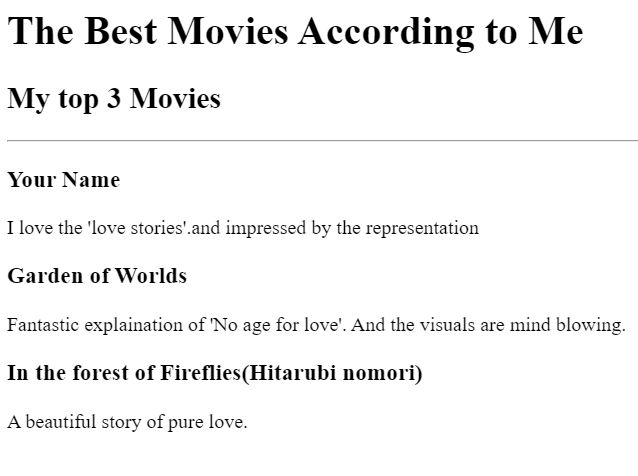 The Best Movies According to Me
My top 3 Movies
Your Name
I love the 'love stories'.and impressed by the representation
Garden of Worlds
Fantastic explaination of 'No age for love'. And the visuals are mind blowing.
In the forest of Fireflies(Hitarubi nomori)
A beautiful story of pure love.